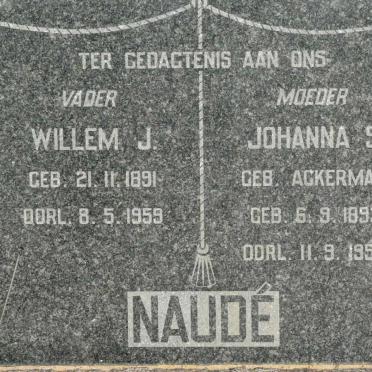 TER GEDAGTENIS AAN ONS
VADER
WILLEM J.
GEB. 21.11.1891
OORL. 8.5.1959
MOEDER
JOHANNA S
GEB. ACKERMA
GEB. 6.9.189
OORL. 11.9.195
NAUDÉ